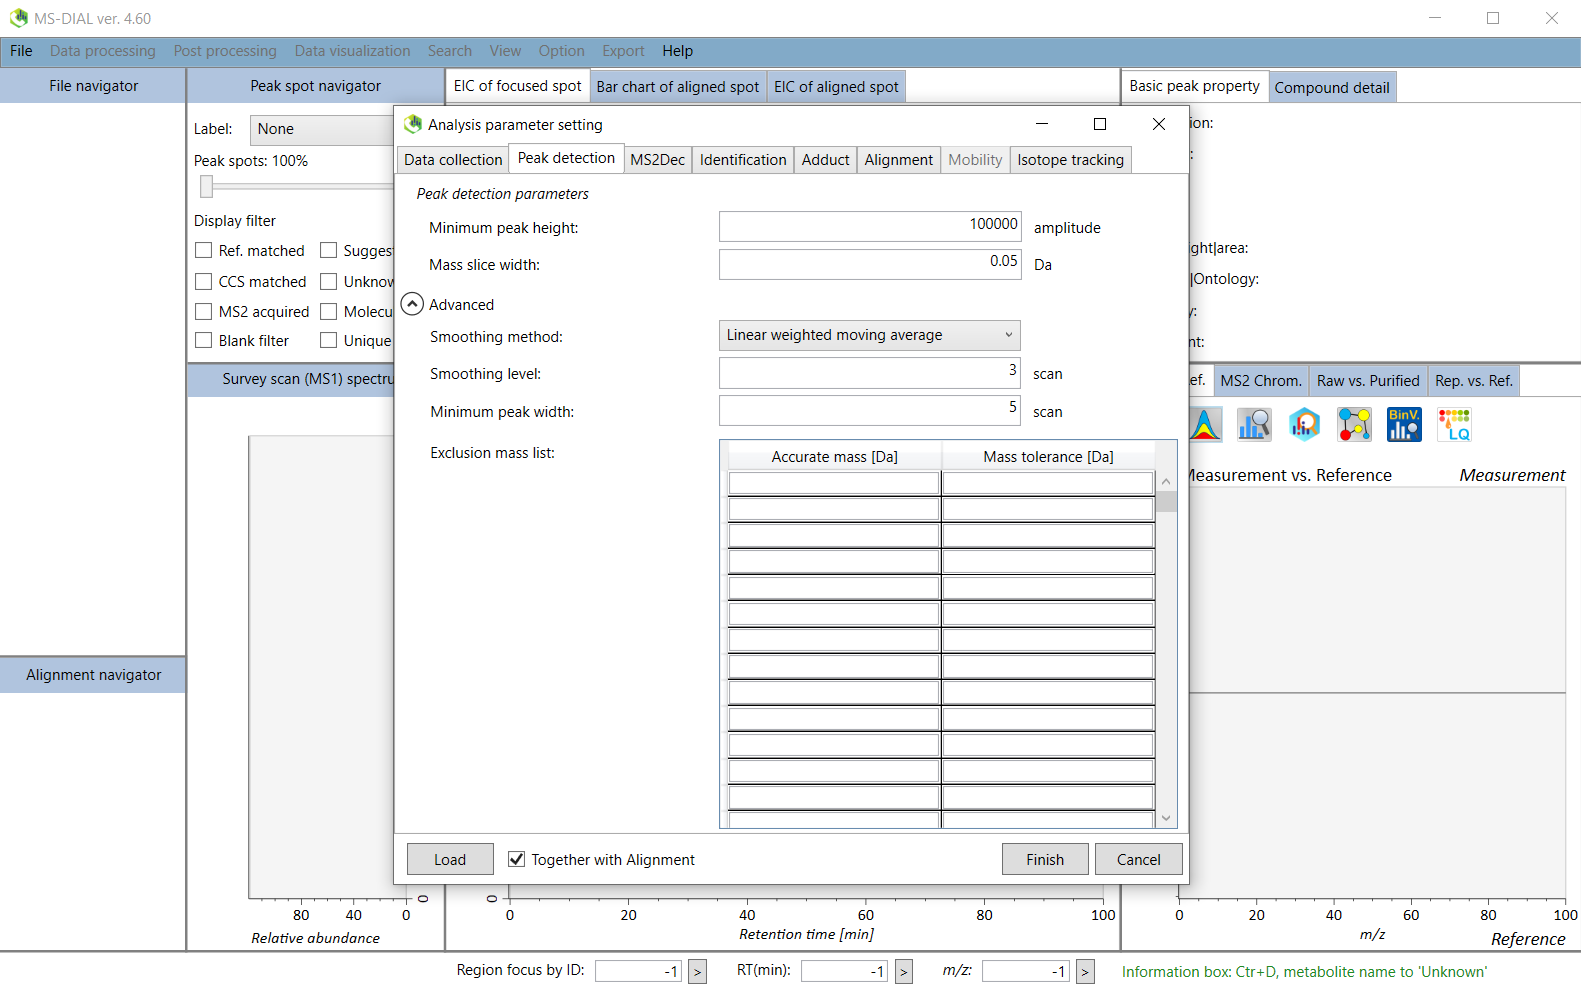 MS-DIAL ver. 4.60
File Data processing Post processing Data visualization Search View Option Export Help
File navigator
Peak spot navigator
EIC of focused spot Bar chart of aligned spot EIC of aligned spot
Basic peak property Compound detail
Label: None
Peak spots: 100%
Display filter
Ref. matched Sugges
CCS matched Unknow
MS2 acquired Molecu
Blank filter Unique
Survey scan (MS1) spectru
Alignment navigator
80 40 0 0
Relative abundance
Analysis parameter setting
Data collection Peak detection MS2Dec Identification Adduct Alignment Mobility Isotope tracking
Peak detection parameters
Minimum peak height: 100000 amplitude
Mass slice width: 0.05 Da
Advanced
Smoothing method: Linear weighted moving average
Smoothing level: 3 scan
Minimum peak width: 5 scan
Exclusion mass list:
Accurate mass [Da] Mass tolerance [Da]
Load Together with Alignment Finish Cancel
0
0 20 40 60 80 100
Retention time [min]
ion:
:
ght|area:
|Ontology:
y:
nt:
ef. MS2 Chrom. Raw vs. Purified Rep. vs. Ref.
BinV.
LQ
Measurement vs. Reference Measurement
0 20 40 60 80 100
m/z
Reference
Region focus by ID: -1 > RT(min): -1 > m/z: -1 > Information box: Ctr+D, metabolite name to 'Unknown'